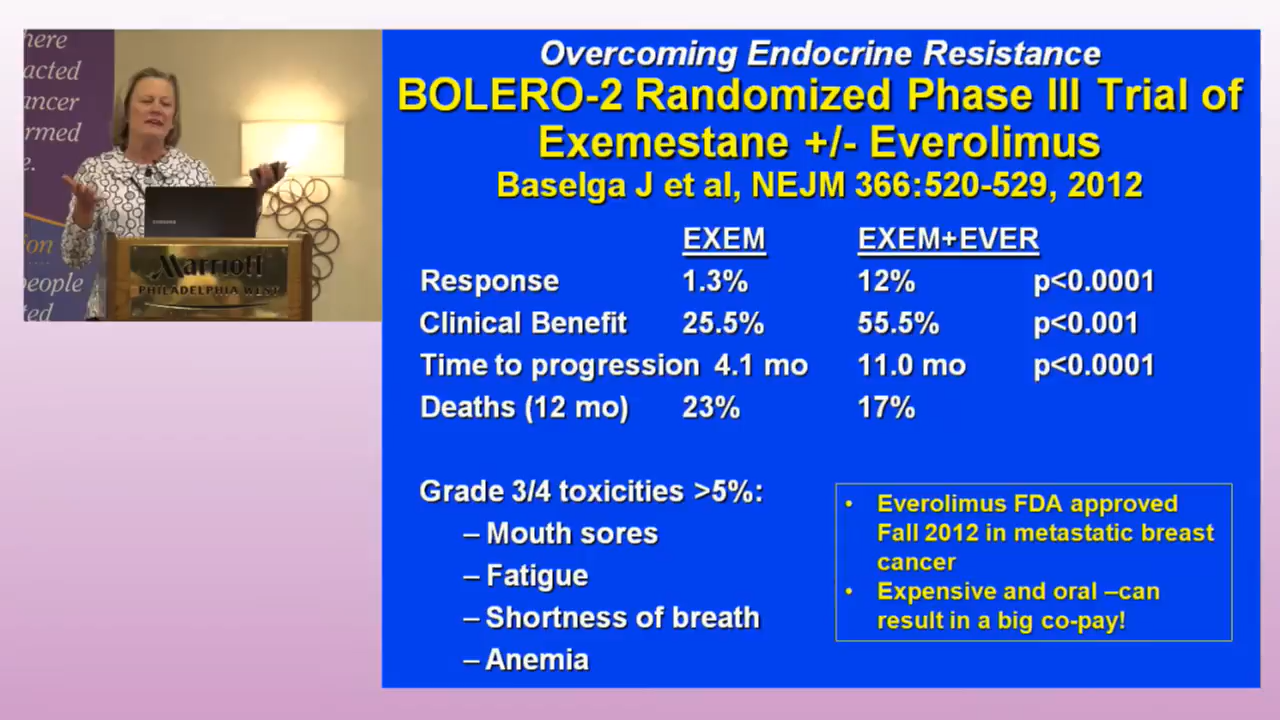 here
acted
ancer
rmed
e.
ion
people
ted
SAMSUNG
Marriott
PHILADELPHIA WEST
Overcoming Endocrine Resistance
BOLERO-2 Randomized Phase III Trial of
Exemestane +/- Everolimus
Baselga J et al, NEJM 366:520-529, 2012
EXEM EXEM+EVER
Response 1.3% 12% p<0.0001
Clinical Benefit 25.5% 55.5% p<0.001
Time to progression 4.1 mo 11.0 mo p<0.0001
Deaths (12 mo) 23% 17%
Grade 3/4 toxicities >5%:
– Mouth sores
– Fatigue
– Shortness of breath
– Anemia
• Everolimus FDA approved
Fall 2012 in metastatic breast
cancer
• Expensive and oral –can
result in a big co-pay!